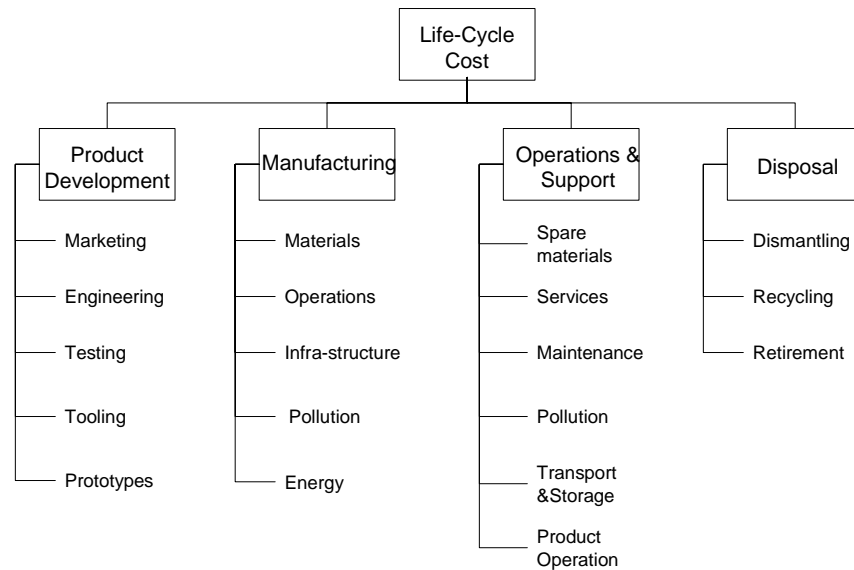 Life-Cycle
Cost
Product
Development
Manufacturing
Operations &
Support
Disposal
Marketing
Engineering
Testing
Tooling
Prototypes
Materials
Operations
Infra-structure
Pollution
Energy
Spare
materials
Services
Maintenance
Pollution
Transport
&Storage
Product
Operation
Dismantling
Recycling
Retirement